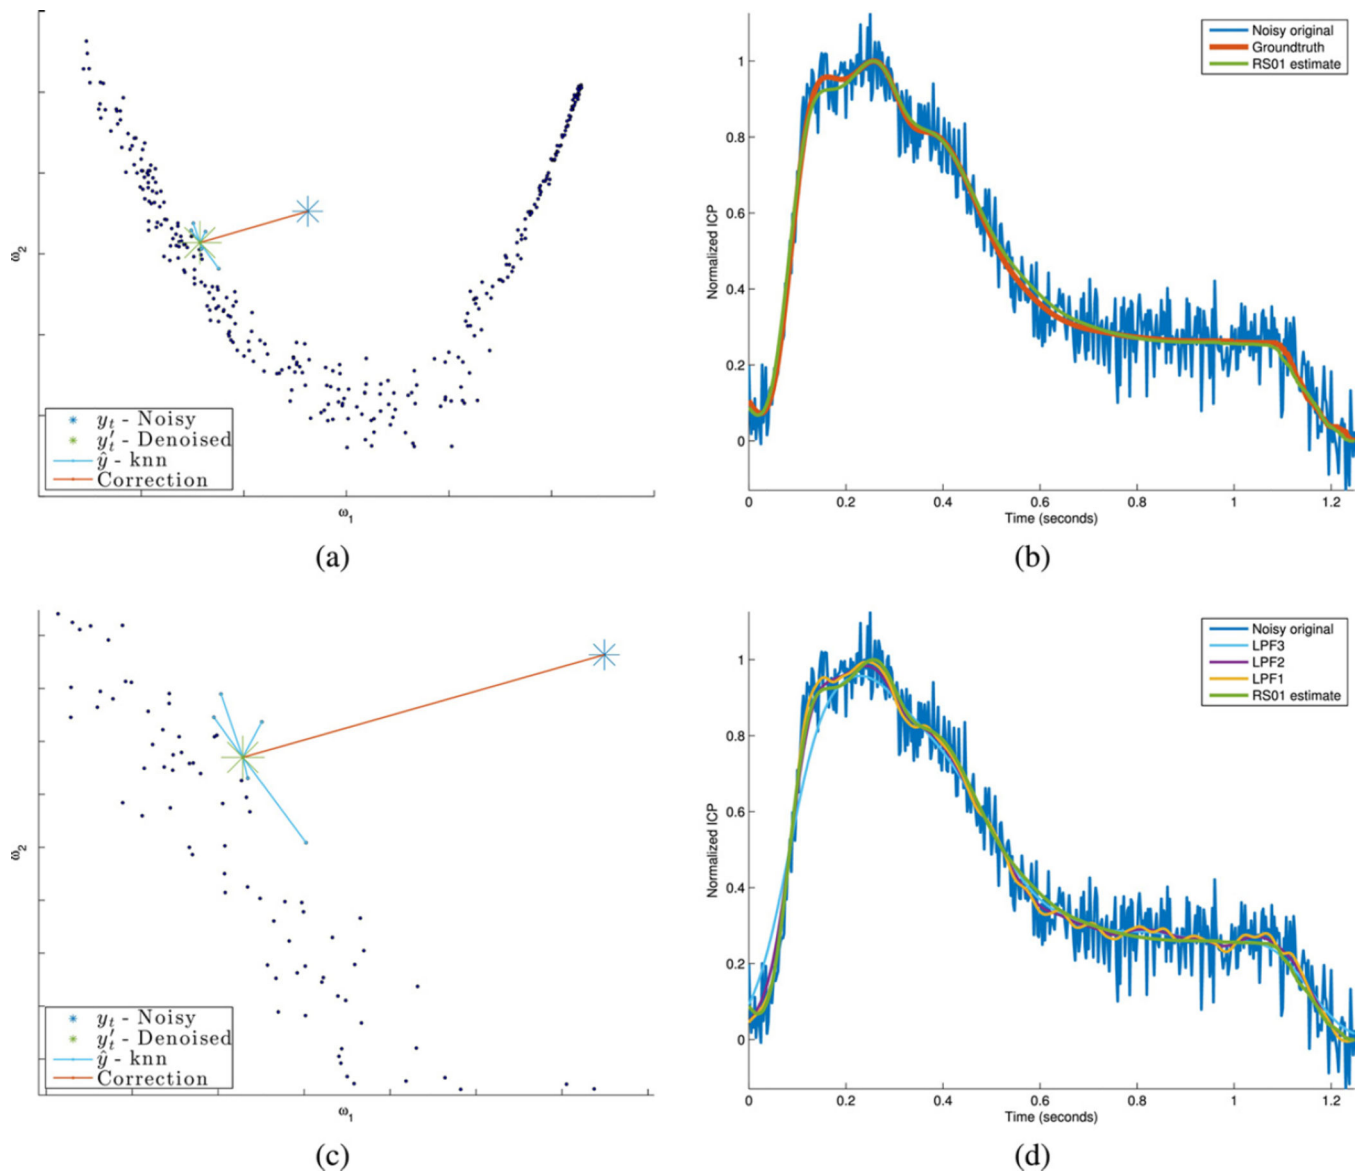 ω₂
yₜ - Noisy
y′ₜ - Denoised
ŷ - knn
Correction
ω₁
(a)
Noisy original
Groundtruth
RS01 estimate
Normalized ICP
1
0.8
0.6
0.4
0.2
0
0 0.2 0.4 0.6 0.8 1 1.2
Time (seconds)
(b)
ω₂
yₜ - Noisy
y′ₜ - Denoised
ŷ - knn
Correction
ω₁
(c)
Noisy original
LPF3
LPF2
LPF1
RS01 estimate
Normalized ICP
1
0.8
0.6
0.4
0.2
0
0 0.2 0.4 0.6 0.8 1 1.2
Time (seconds)
(d)